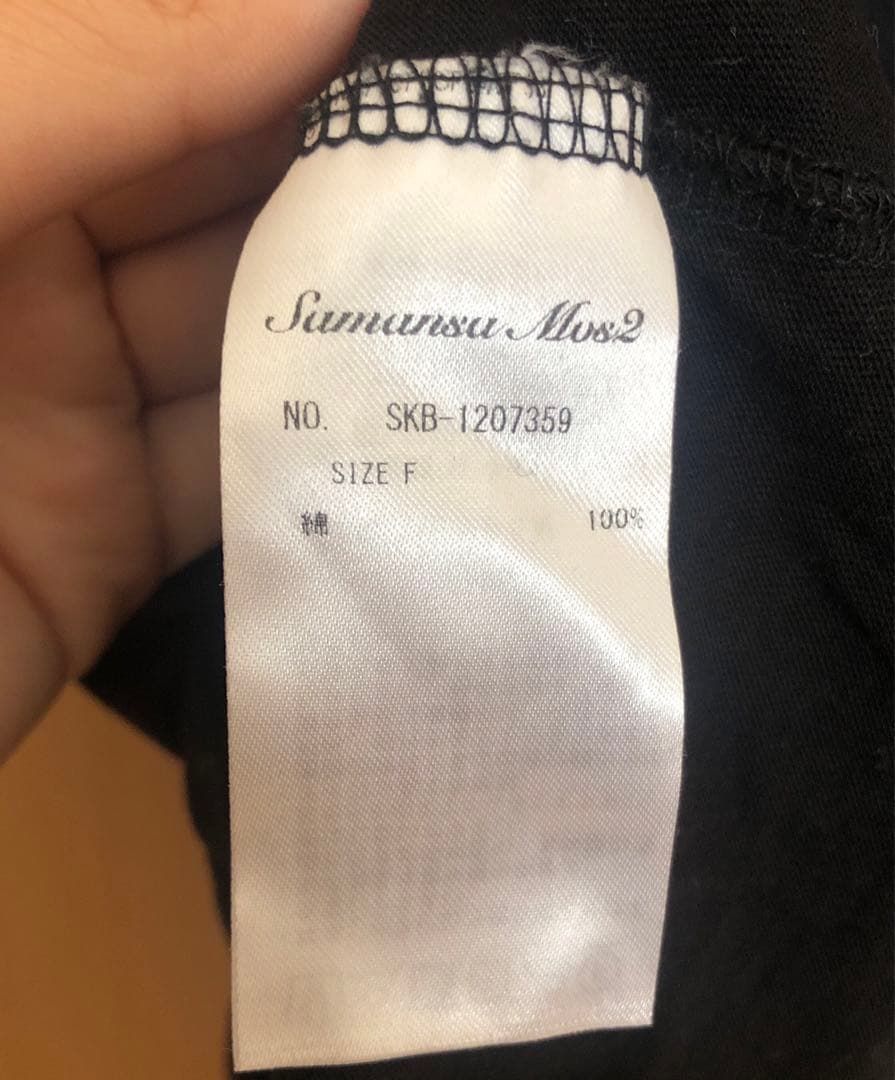 Samansa Mos2
NO. SKB-1207359
SIZE F
綿 100%